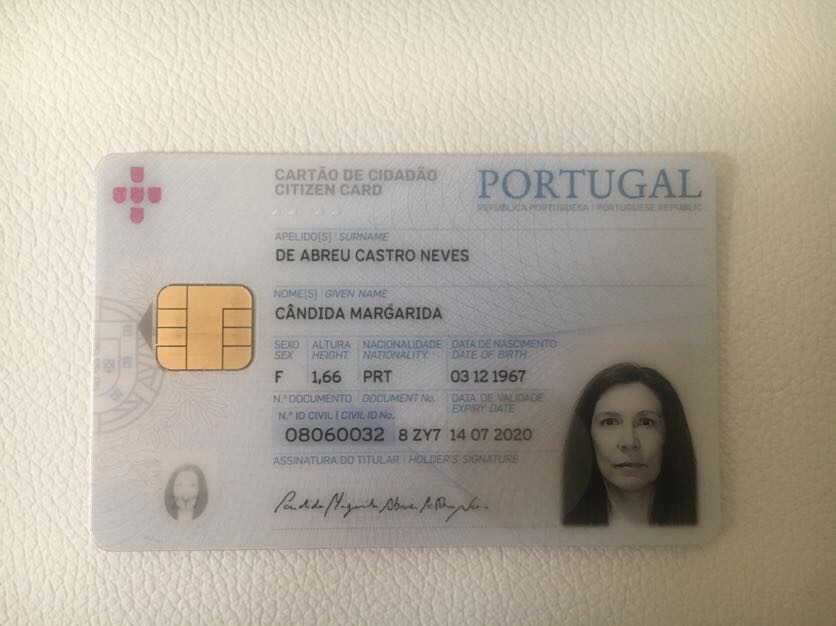 CARTÃO DE CIDADÃO
CITIZEN CARD
PORTUGAL
REPÚBLICA PORTUGUESA | PORTUGUESE REPUBLIC
APELIDO[S] SURNAME
DE ABREU CASTRO NEVES
NOME[S] GIVEN NAME
CÂNDIDA MARGARIDA
SEXO ALTURA NACIONALIDADE DATA DE NASCIMENTO
SEX HEIGHT NATIONALITY DATE OF BIRTH
F 1,66 PRT 03 12 1967
N.º DOCUMENTO DOCUMENT No. DATA DE VALIDADE
N.º ID CIVIL | CIVIL ID No. EXPIRY DATE
08060032 8 ZY7 14 07 2020
ASSINATURA DO TITULAR HOLDER'S SIGNATURE